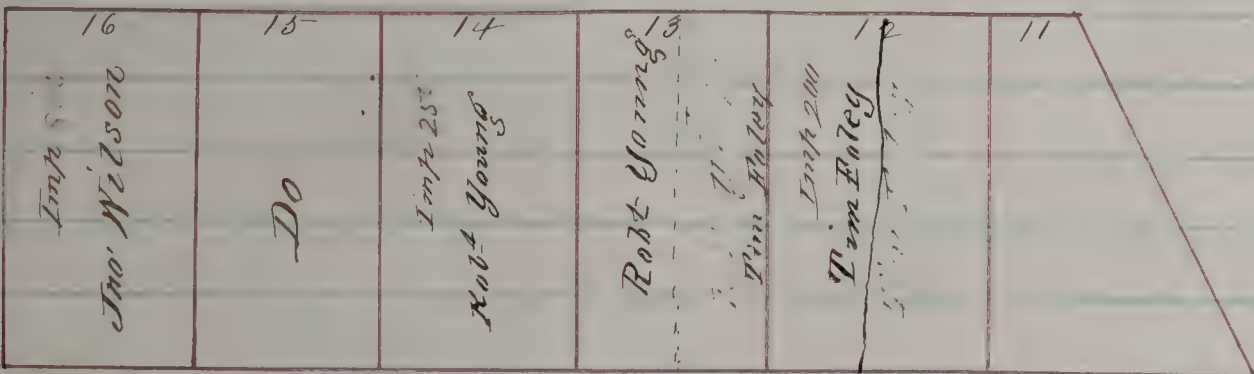 16
Imp
Jno' Wilson
15
Do
14
Imp 25
Robt Young
13
Robt Young
Tim Foley
12
Imp 200
Tim Foley
11